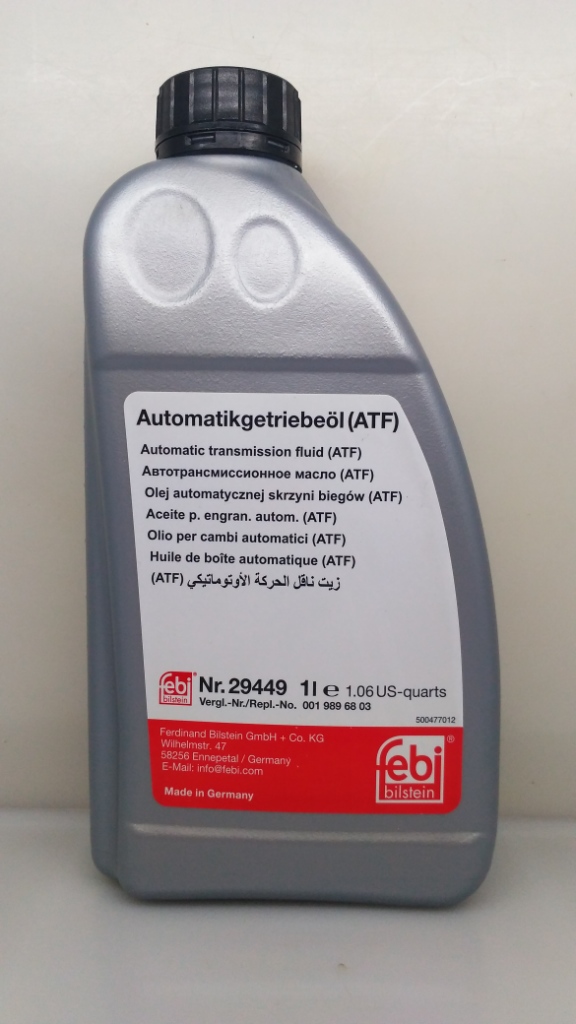 Automatikgetriebeöl (ATF)
Automatic transmission fluid (ATF)
Автотрансмиссионное масло (ATF)
Olej automatycznej skrzyni biegów (ATF)
Aceite p. engran. autom. (ATF)
Olio per cambi automatici (ATF)
Huile de boîte automatique (ATF)
زيت ناقل الحركة الأوتوماتيكي (ATF)
febi bilstein Nr. 29449 1l e 1.06 US-quarts
Vergl.-Nr./Repl.-No. 001 989 68 03
500477012
Ferdinand Bilstein GmbH + Co. KG
Wilhelmstr. 47
58256 Ennepetal / Germany
E-Mail: info@febi.com
Made in Germany
febi®
bilstein